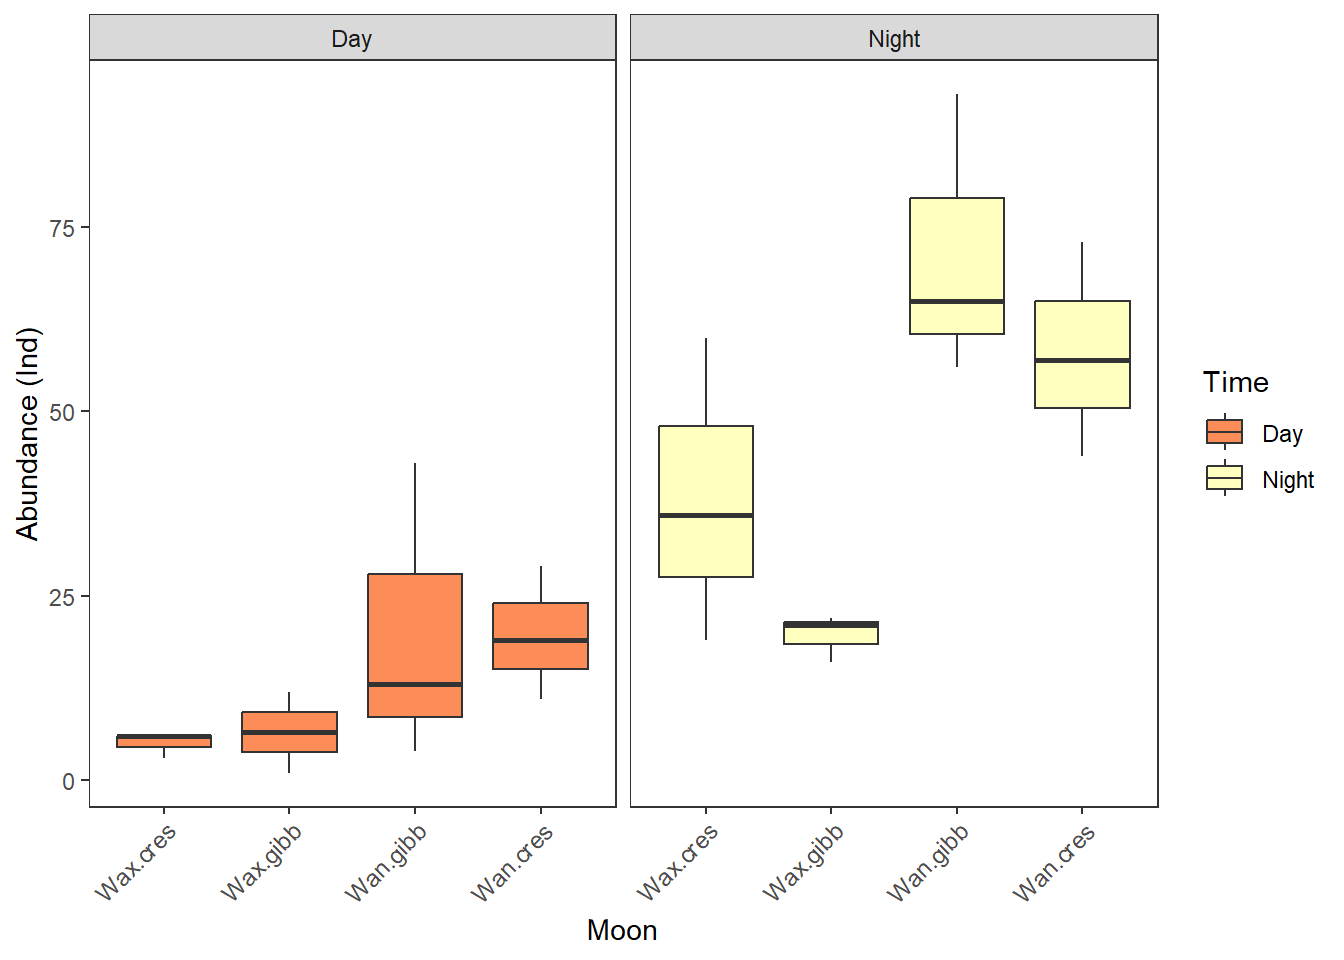 Day
Night
75
50
25
0
Abundance (Ind)
Wax.cres
Wax.gibb
Wan.gibb
Wan.cres
Wax.cres
Wax.gibb
Wan.gibb
Wan.cres
Moon
Time
Day
Night